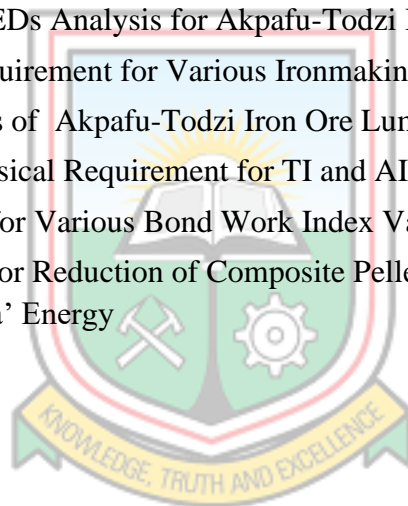 EDs Analysis for Akpafu-Todzi
uirement for Various Ironmakin
s of Akpafu-Todzi Iron Ore Lun
sical Requirement for TI and AI
for Various Bond Work Index Va
or Reduction of Composite Pelle
’ Energy
KNOWLEDGE, TRUTH AND EXCELLENCE